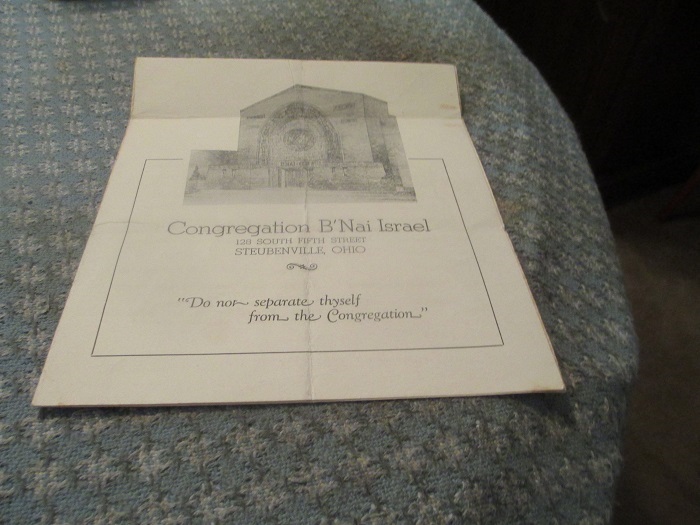 Congregation B'Nai Israel
128 SOUTH FIFTH STREET
STEUBENVILLE, OHIO
"Do not separate thyself
from the Congregation"